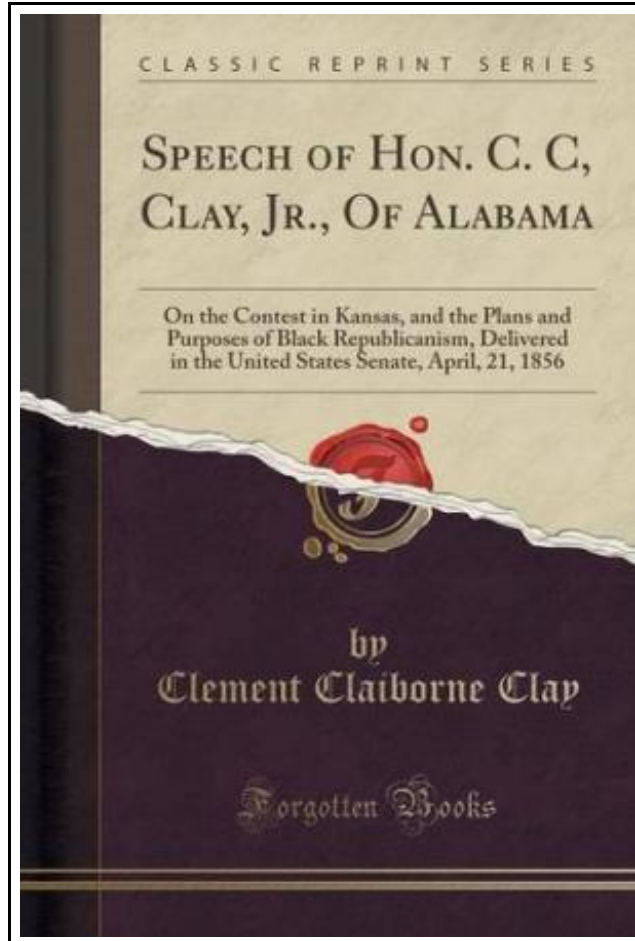 CLASSIC REPRINT SERIES
SPEECH OF HON. C. C,
CLAY, JR., OF ALABAMA
On the Contest in Kansas, and the Plans and
Purposes of Black Republicanism, Delivered
in the United States Senate, April, 21, 1856
by
Clement Claiborne Clay
Forgotten Books